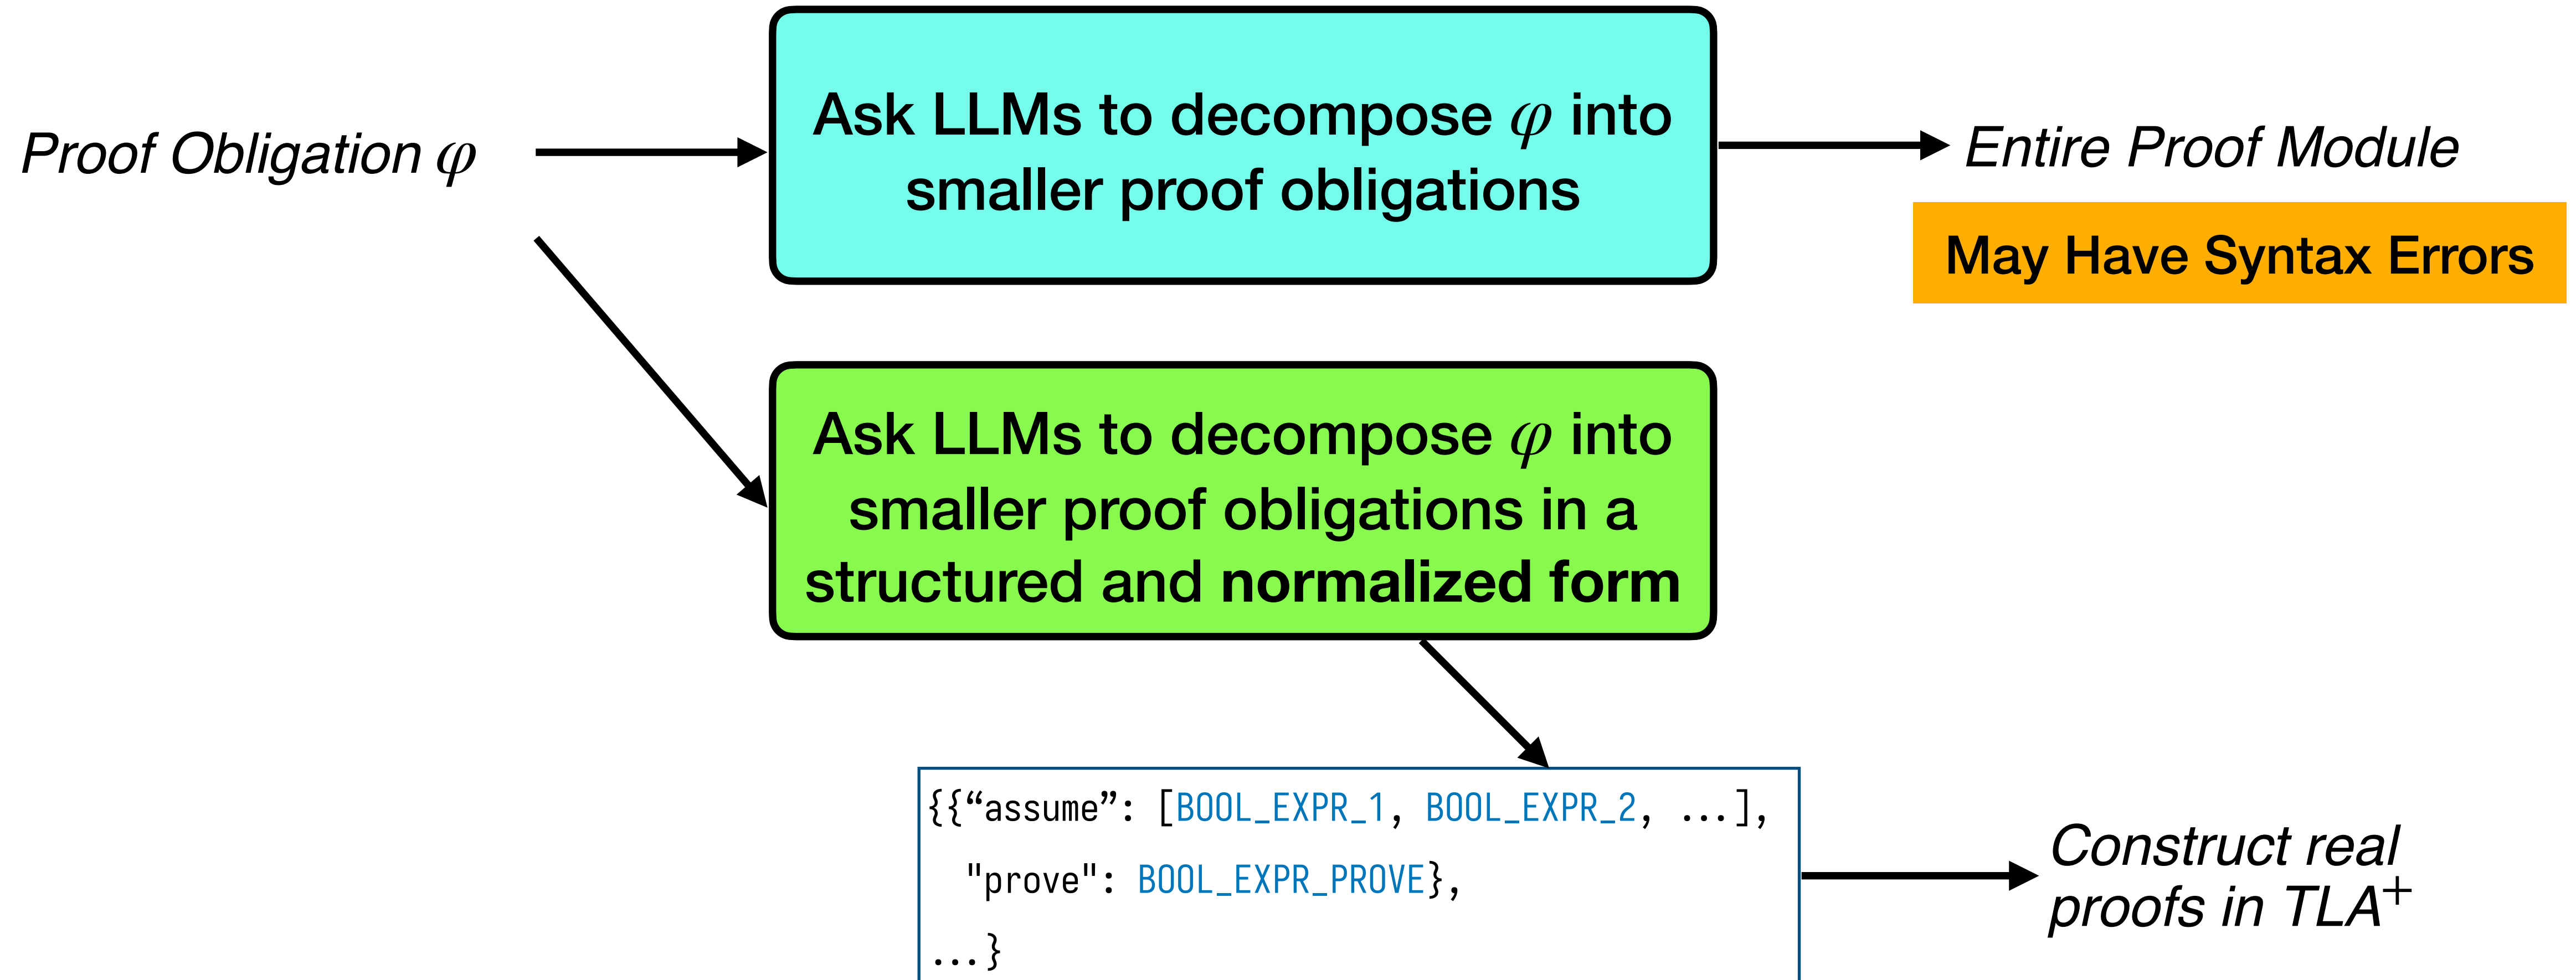 Proof Obligation φ
Ask LLMs to decompose φ into
smaller proof obligations
Entire Proof Module
May Have Syntax Errors
Ask LLMs to decompose φ into
smaller proof obligations in a
structured and normalized form
{{“assume”: [BOOL_EXPR_1, BOOL_EXPR_2, ...],
"prove": BOOL_EXPR_PROVE},
...}
Construct real
proofs in TLA⁺